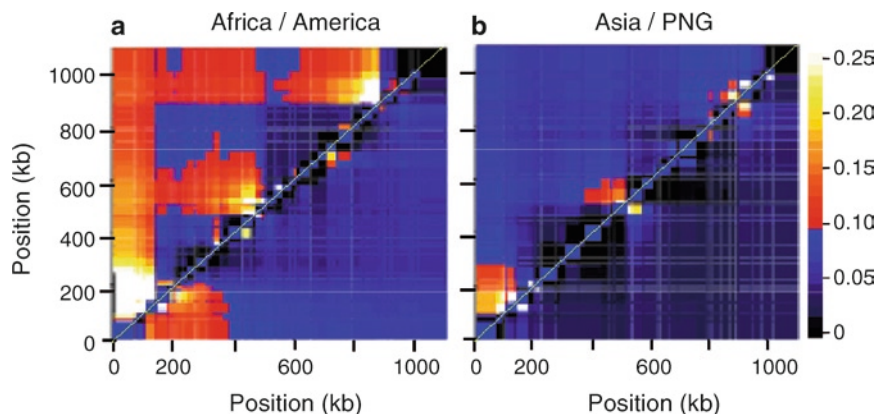 a Africa / America
b Asia / PNG
Position (kb)
1000
800
600
400
200
0
0 200 600 1000
Position (kb)
0 200 600 800 1000
Position (kb)
0.25
0.20
0.15
0.10
0.05
0